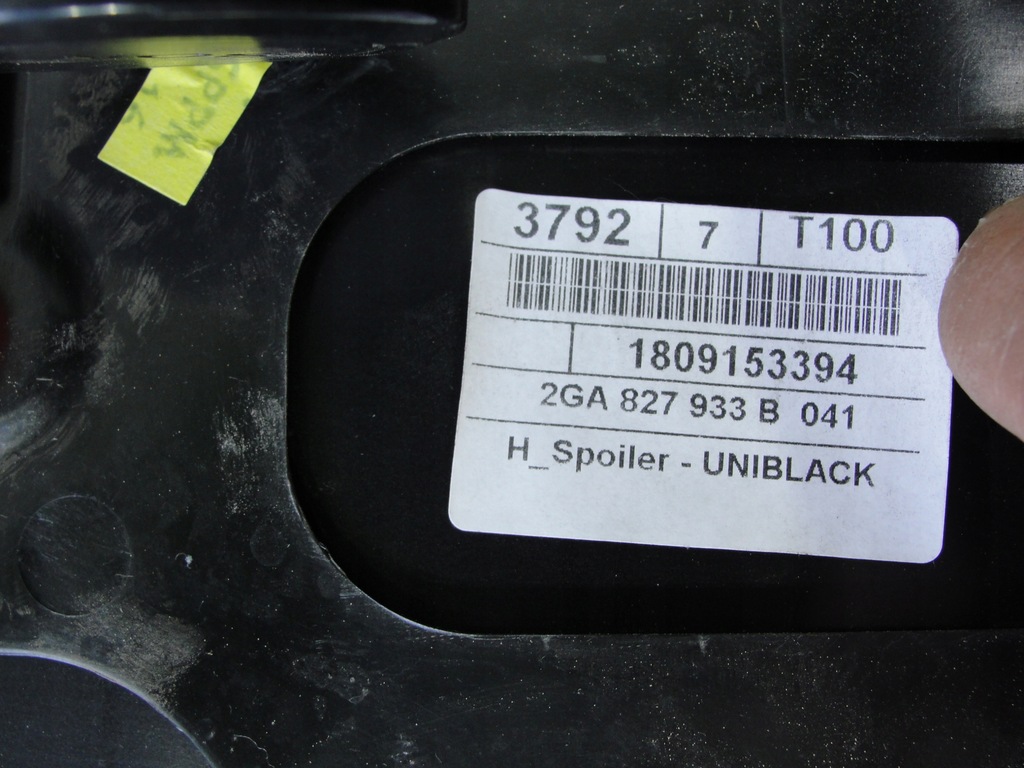 3792 7 T100
1809153394
2GA 827 933 B 041
H_Spoiler - UNIBLACK